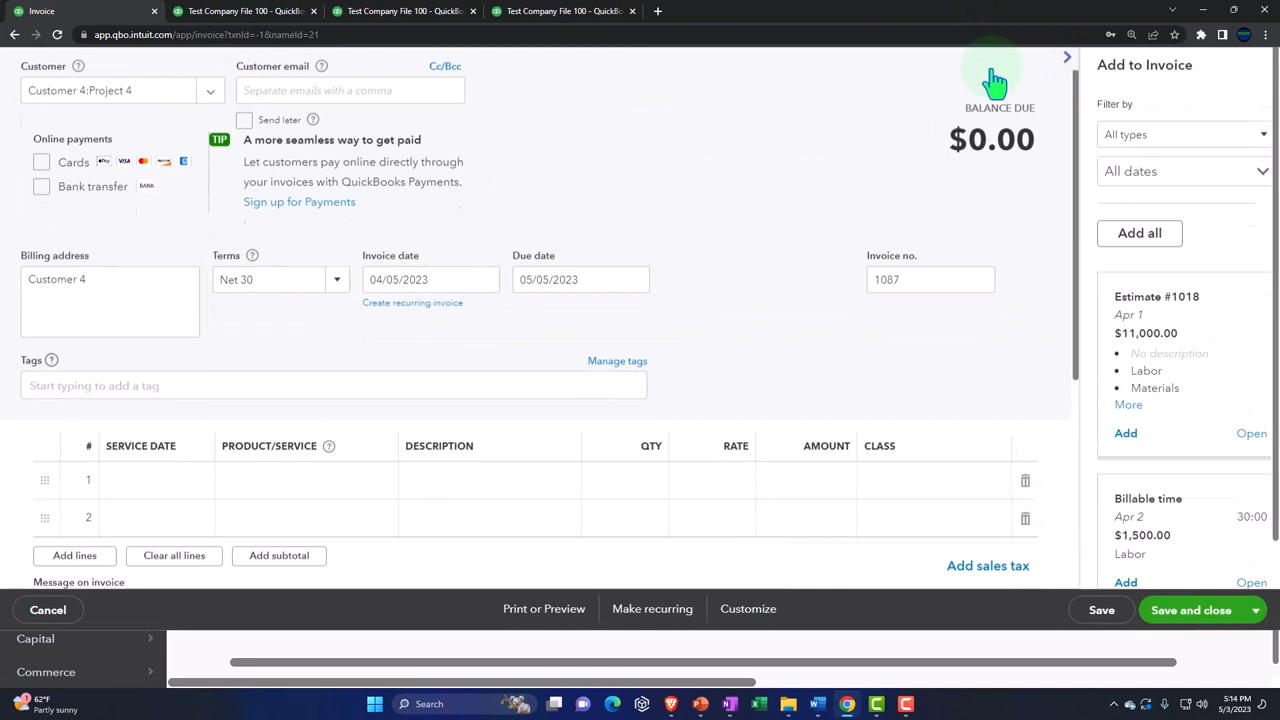 Invoice
Test Company File 100 - QuickBo
Test Company File 100 - QuickBo
Test Company File 100 - QuickBo
app.qbo.intuit.com/app/invoice?txnId=-1&nameId=21
Customer
Customer email
Cc/Bcc
Customer 4:Project 4
Separate emails with a comma
Send later
BALANCE DUE
$0.00
Online payments
Cards
Pay
VISA
Bank transfer
BANK
TIP
A more seamless way to get paid
Let customers pay online directly through
your invoices with QuickBooks Payments.
Sign up for Payments
Billing address
Terms
Invoice date
Due date
Invoice no.
Customer 4
Net 30
04/05/2023
05/05/2023
1087
Create recurring invoice
Tags
Manage tags
Start typing to add a tag
# SERVICE DATE PRODUCT/SERVICE DESCRIPTION QTY RATE AMOUNT CLASS
1
2
Add lines
Clear all lines
Add subtotal
Add sales tax
Message on invoice
Add to Invoice
Filter by
All types
All dates
Add all
Estimate #1018
Apr 1
$11,000.00
• No description
• Labor
• Materials
More
Add
Open
Billable time
Apr 2 30:00
$1,500.00
Labor
Add
Open
Cancel
Print or Preview
Make recurring
Customize
Save
Save and close
Capital
Commerce
62°F
Partly sunny
Search
5:14 PM
5/3/2023